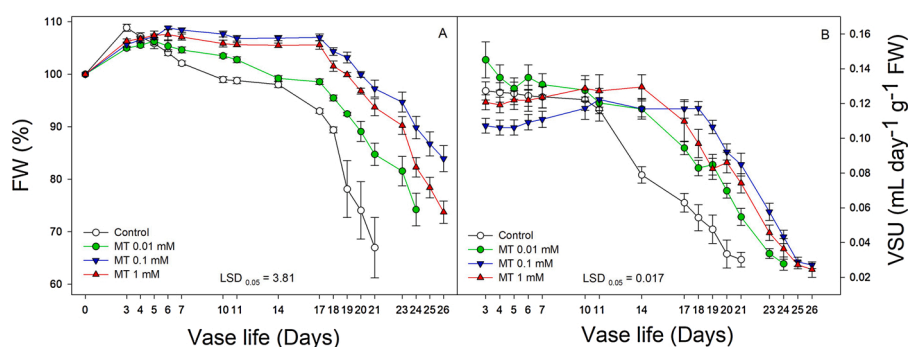 110
100
90
80
70
60
FW (%)
A
Control
MT 0.01 mM
MT 0.1 mM
MT 1 mM
LSD 0.05 = 3.81
0 3 4 5 6 7 10 11 14 17 18 19 20 21 23 24 25 26
Vase life (Days)
B
Control
MT 0.01 mM
MT 0.1 mM
MT 1 mM
LSD 0.05 = 0.017
3 4 5 6 7 10 11 14 17 18 19 20 21 23 24 25 26
Vase life (Days)
0.16
0.14
0.12
0.10
0.08
0.06
0.04
0.02
VSU (mL day⁻¹ g⁻¹ FW)